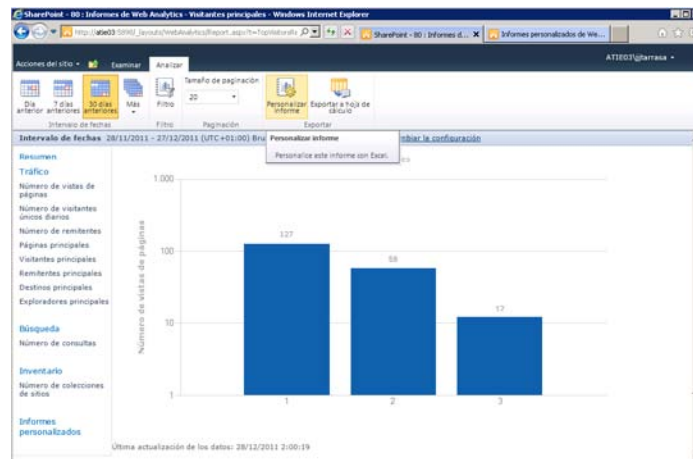 SharePoint - 80 : Informes de Web Analytics - Visitantes principales - Windows Internet Explorer
SharePoint - 80 : Informes d...
Informes personalizados de We...
Acciones del sitio
Examinar
Analizar
ATIE03\gtarrasa
Día anterior
7 días anteriores
30 días anteriores
Más
Filtro
Tamaño de paginación
20
Personalizar informe
Exportar a hoja de cálculo
Intervalo de fechas
Filtro
Paginación
Exportar
Intervalo de fechas 28/11/2011 - 27/12/2011 (UTC+01:00) Bru
mbiar la configuración
Personalizar informe
Personalice este informe con Excel.
Resumen
Tráfico
Número de vistas de
páginas
Número de visitantes
únicos diarios
Número de remitentes
Páginas principales
Visitantes principales
Remitentes principales
Destinos principales
Exploradores principales
Búsqueda
Número de consultas
Inventario
Número de colecciones
de sitios
Informes
personalizados
Número de vistas de páginas
1.000
100
10
1
127
58
12
1
2
3
Última actualización de los datos: 28/12/2011 2:00:19